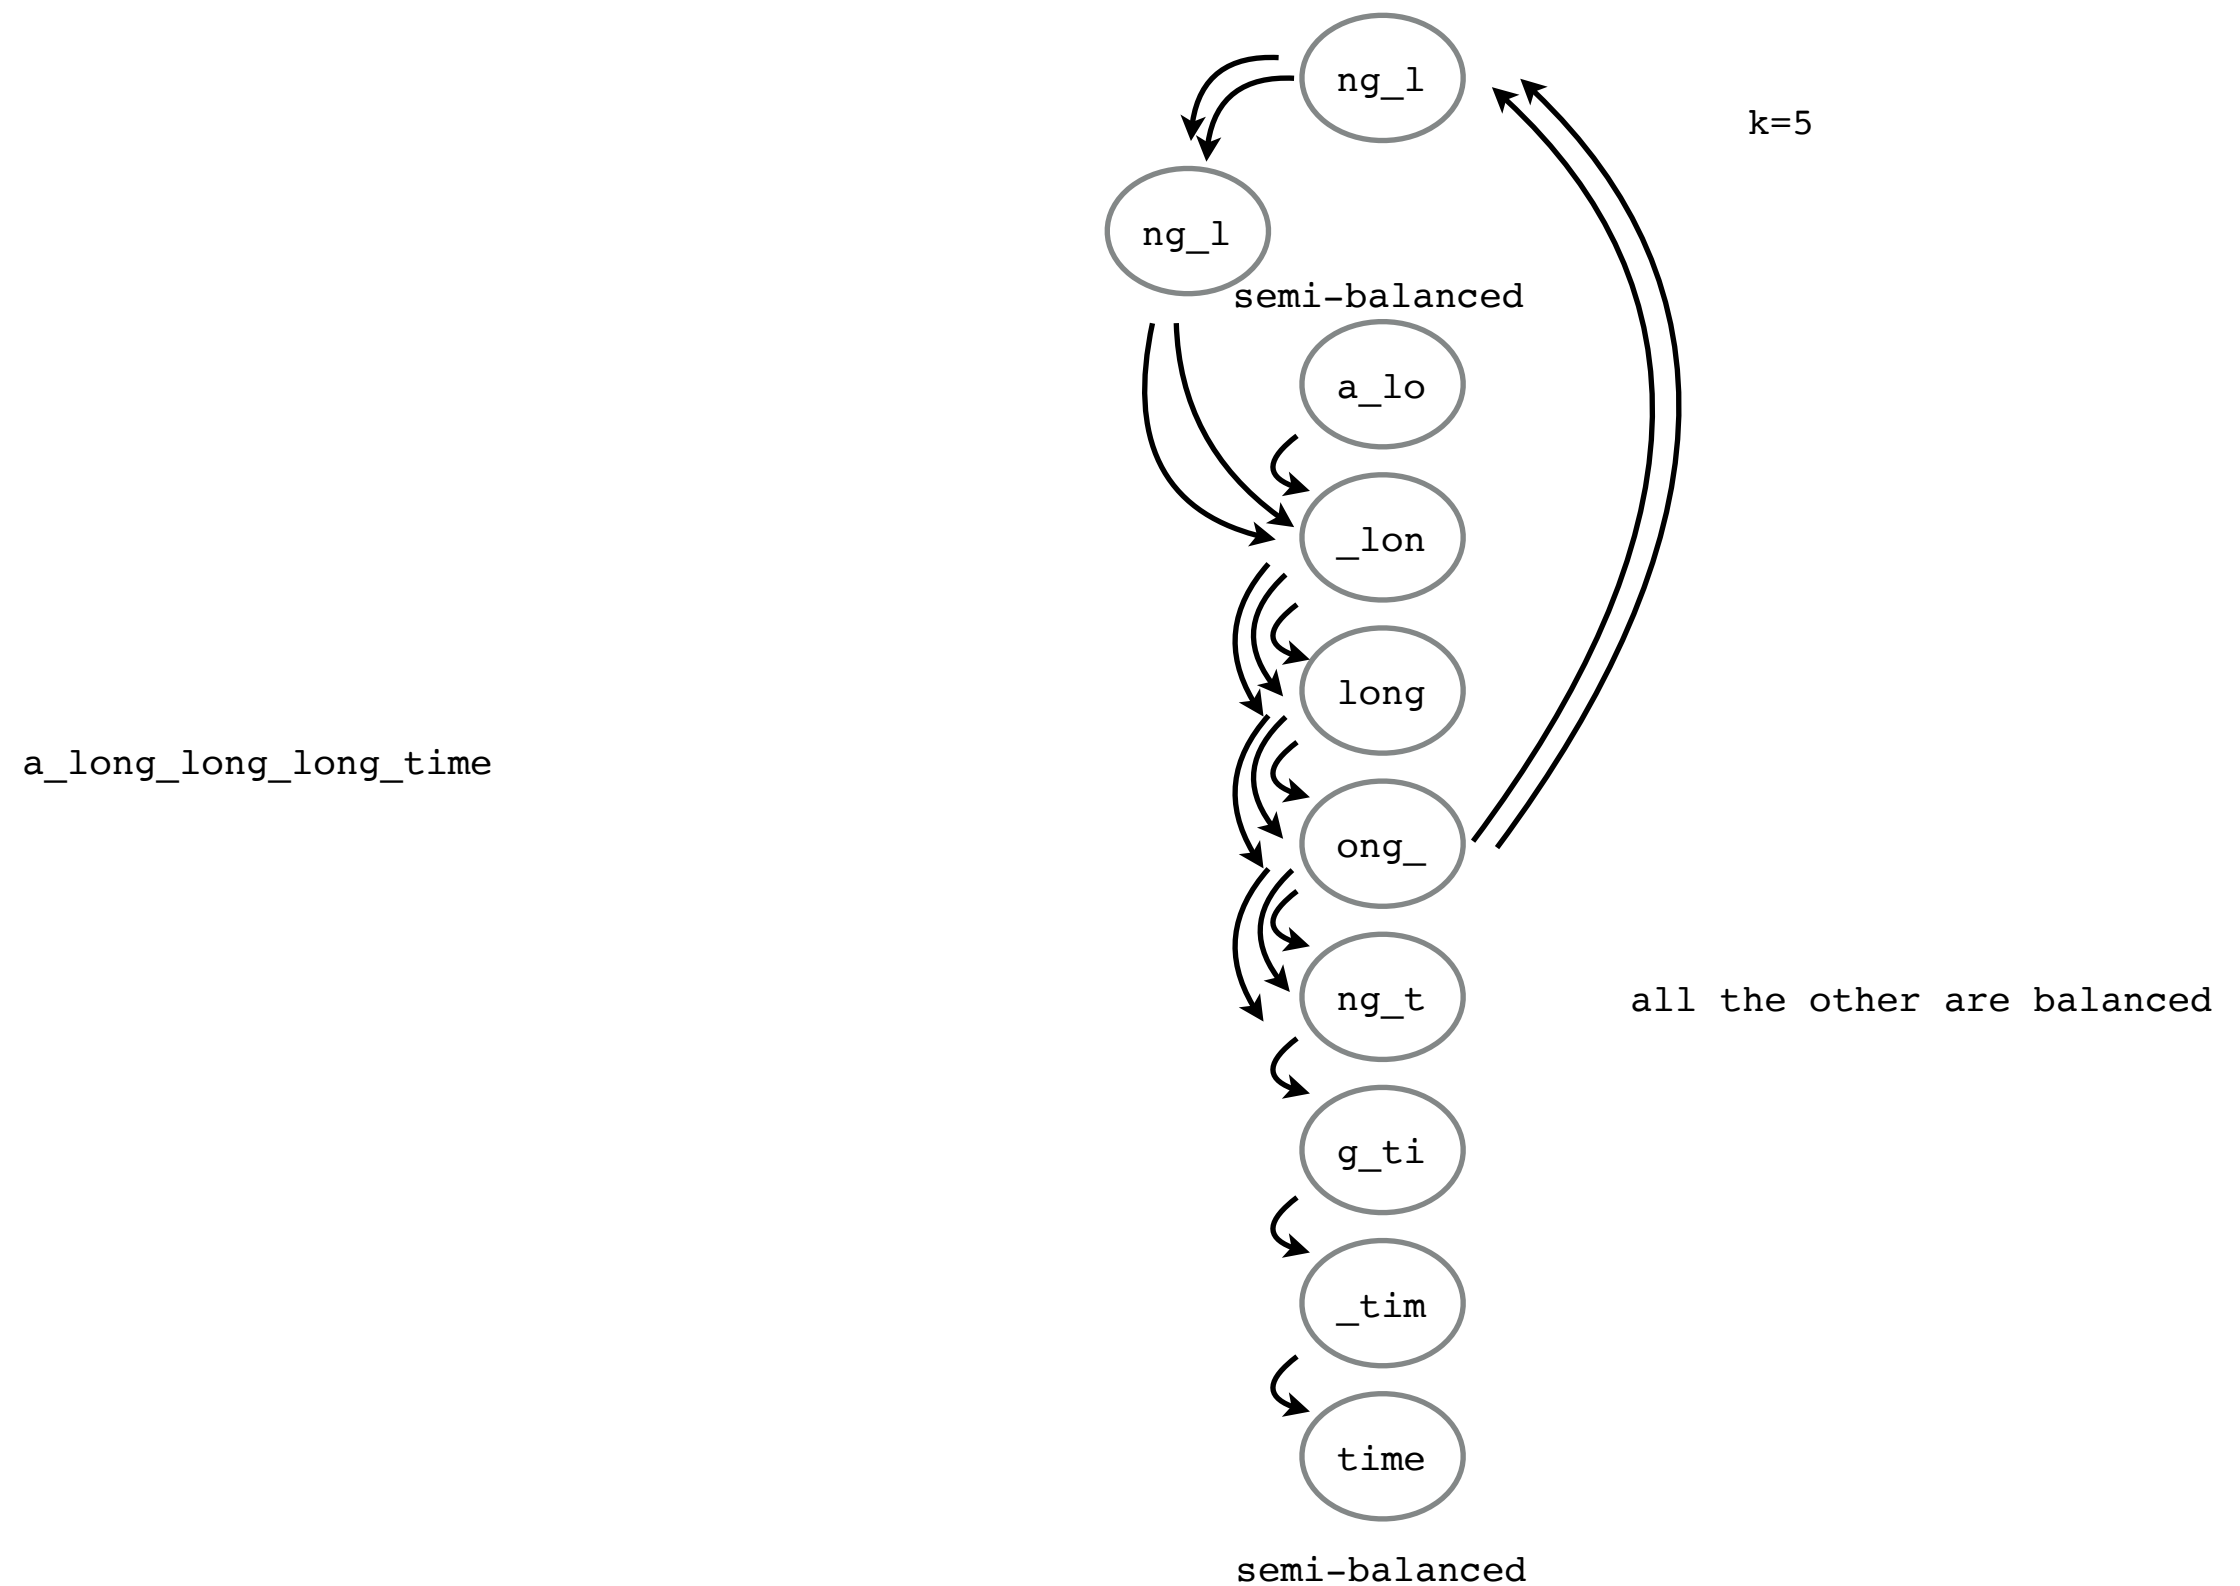 ng_l
k=5
ng_l
semi-balanced
a_lo
_lon
long
a_long_long_long_time
ong_
ng_t
all the other are balanced
g_ti
_tim
time
semi-balanced